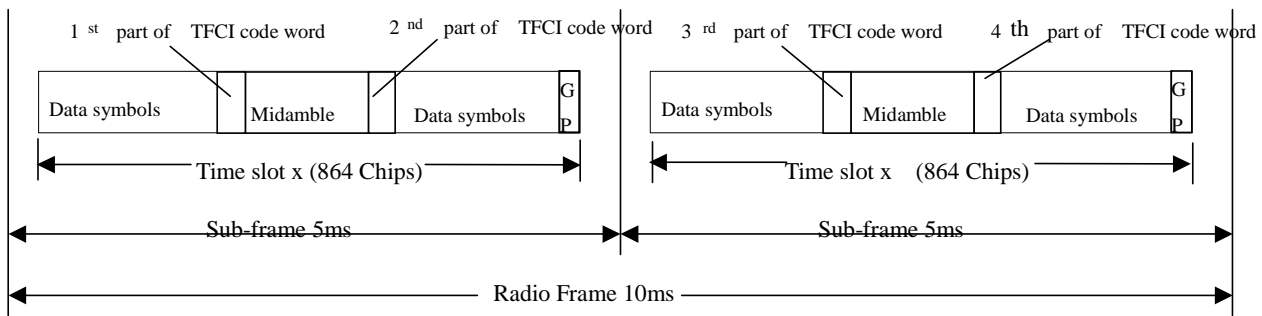 1 st part of TFCI code word
2 nd part of TFCI code word
3 rd part of TFCI code word
4 th part of TFCI code word
Data symbols
Midamble
Data symbols
G
P
Data symbols
Midamble
Data symbols
G
P
Time slot x (864 Chips)
Time slot x (864 Chips)
Sub-frame 5ms
Sub-frame 5ms
Radio Frame 10ms